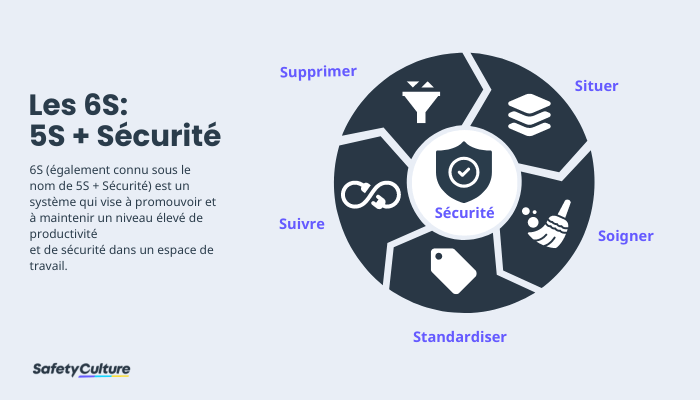 Les 6S:
5S + Sécurité
6S (également connu sous le
nom de 5S + Sécurité) est un
système qui vise à promouvoir et
à maintenir un niveau élevé de
productivité
et de sécurité dans un espace de
travail.
Supprimer
Situer
Soigner
Standardiser
Suivre
Sécurité
SafetyCulture